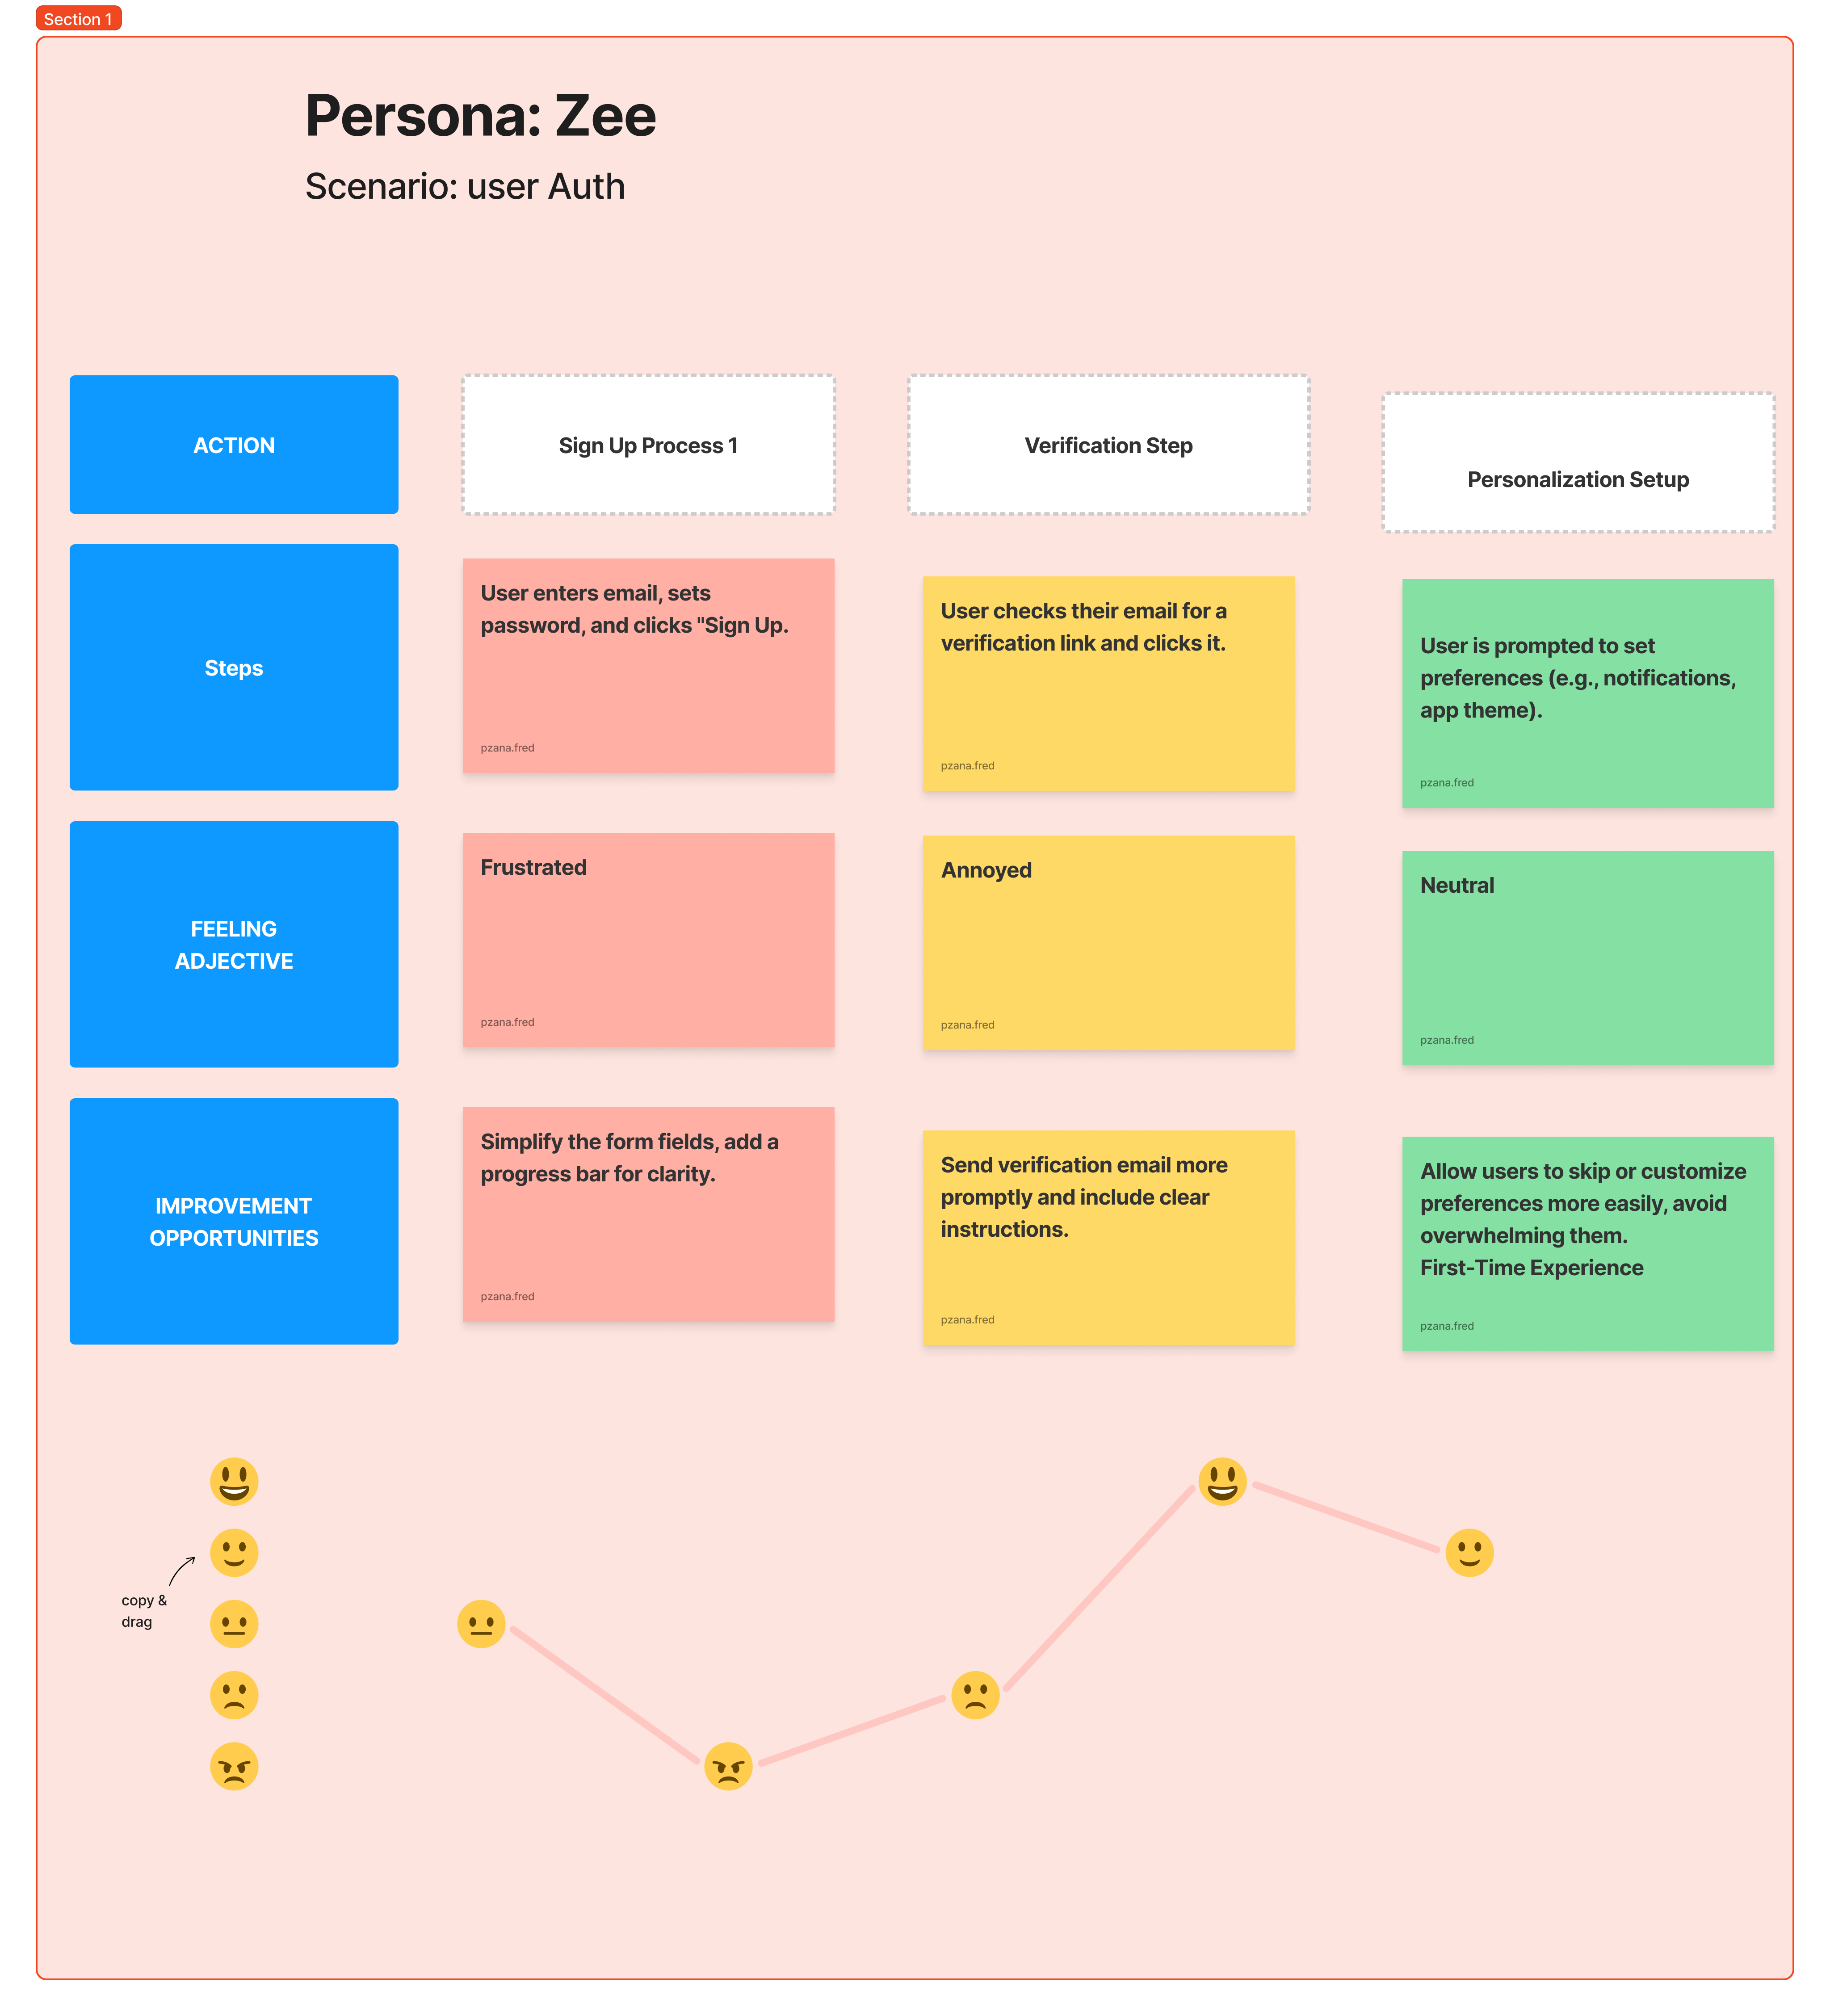 Section 1
Persona: Zee
Scenario: user Auth
ACTION
Sign Up Process 1
Verification Step
Personalization Setup
Steps
User enters email, sets
password, and clicks "Sign Up.
pzana.fred
User checks their email for a
verification link and clicks it.
pzana.fred
User is prompted to set
preferences (e.g., notifications,
app theme).
pzana.fred
FEELING
ADJECTIVE
Frustrated
pzana.fred
Annoyed
pzana.fred
Neutral
pzana.fred
IMPROVEMENT
OPPORTUNITIES
Simplify the form fields, add a
progress bar for clarity.
pzana.fred
Send verification email more
promptly and include clear
instructions.
pzana.fred
Allow users to skip or customize
preferences more easily, avoid
overwhelming them.
First-Time Experience
pzana.fred
copy &
drag